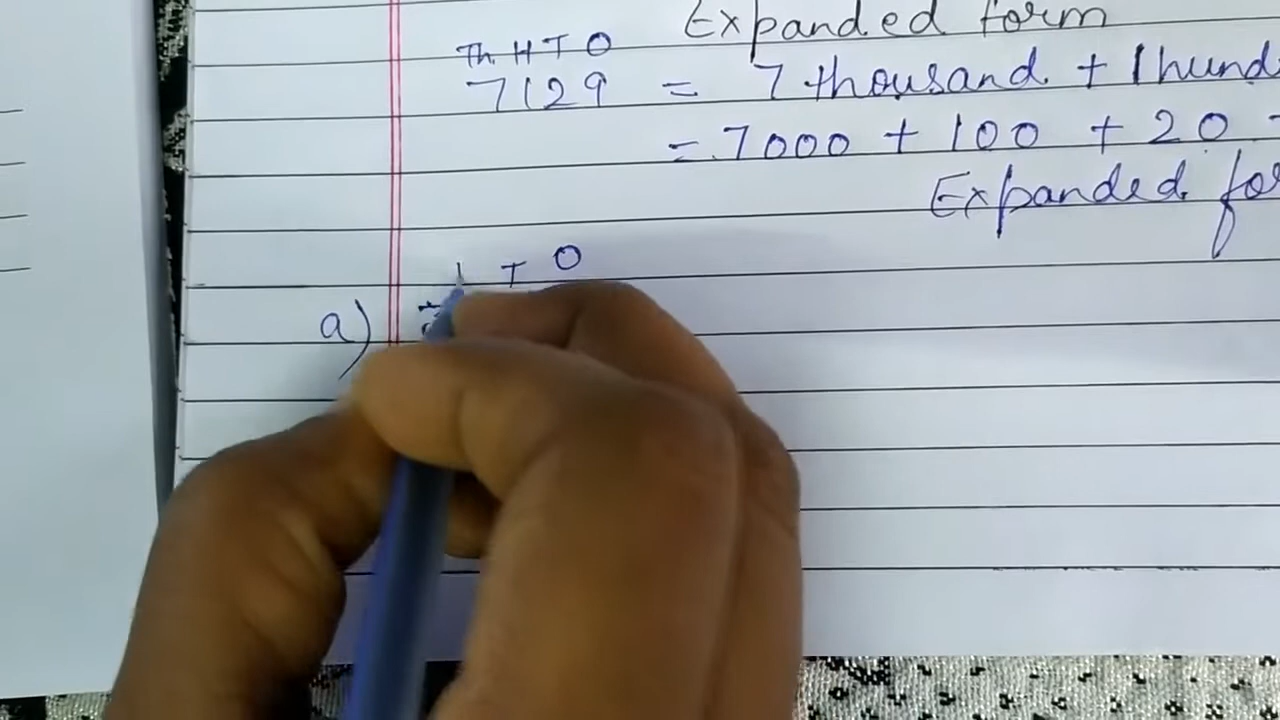 Expanded form
Th H T O
7129 = 7 thousand + 1 hund
= 7000 + 100 + 20
Expanded for
T O
a)